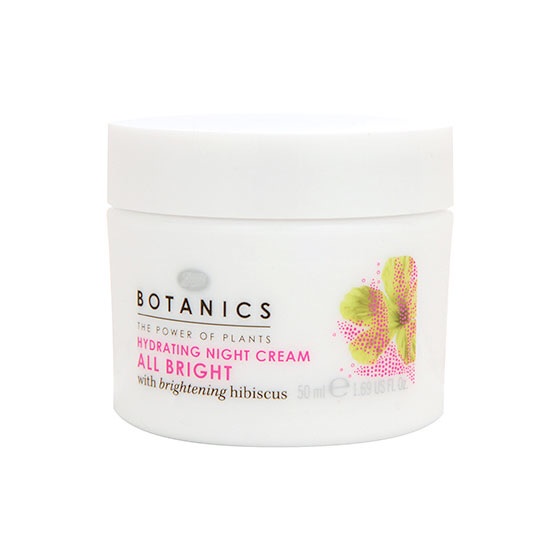 Boots
BOTANICS
THE POWER OF PLANTS
HYDRATING NIGHT CREAM
ALL BRIGHT
with brightening hibiscus
50 ml ℮ 1.69 US FL Oz.